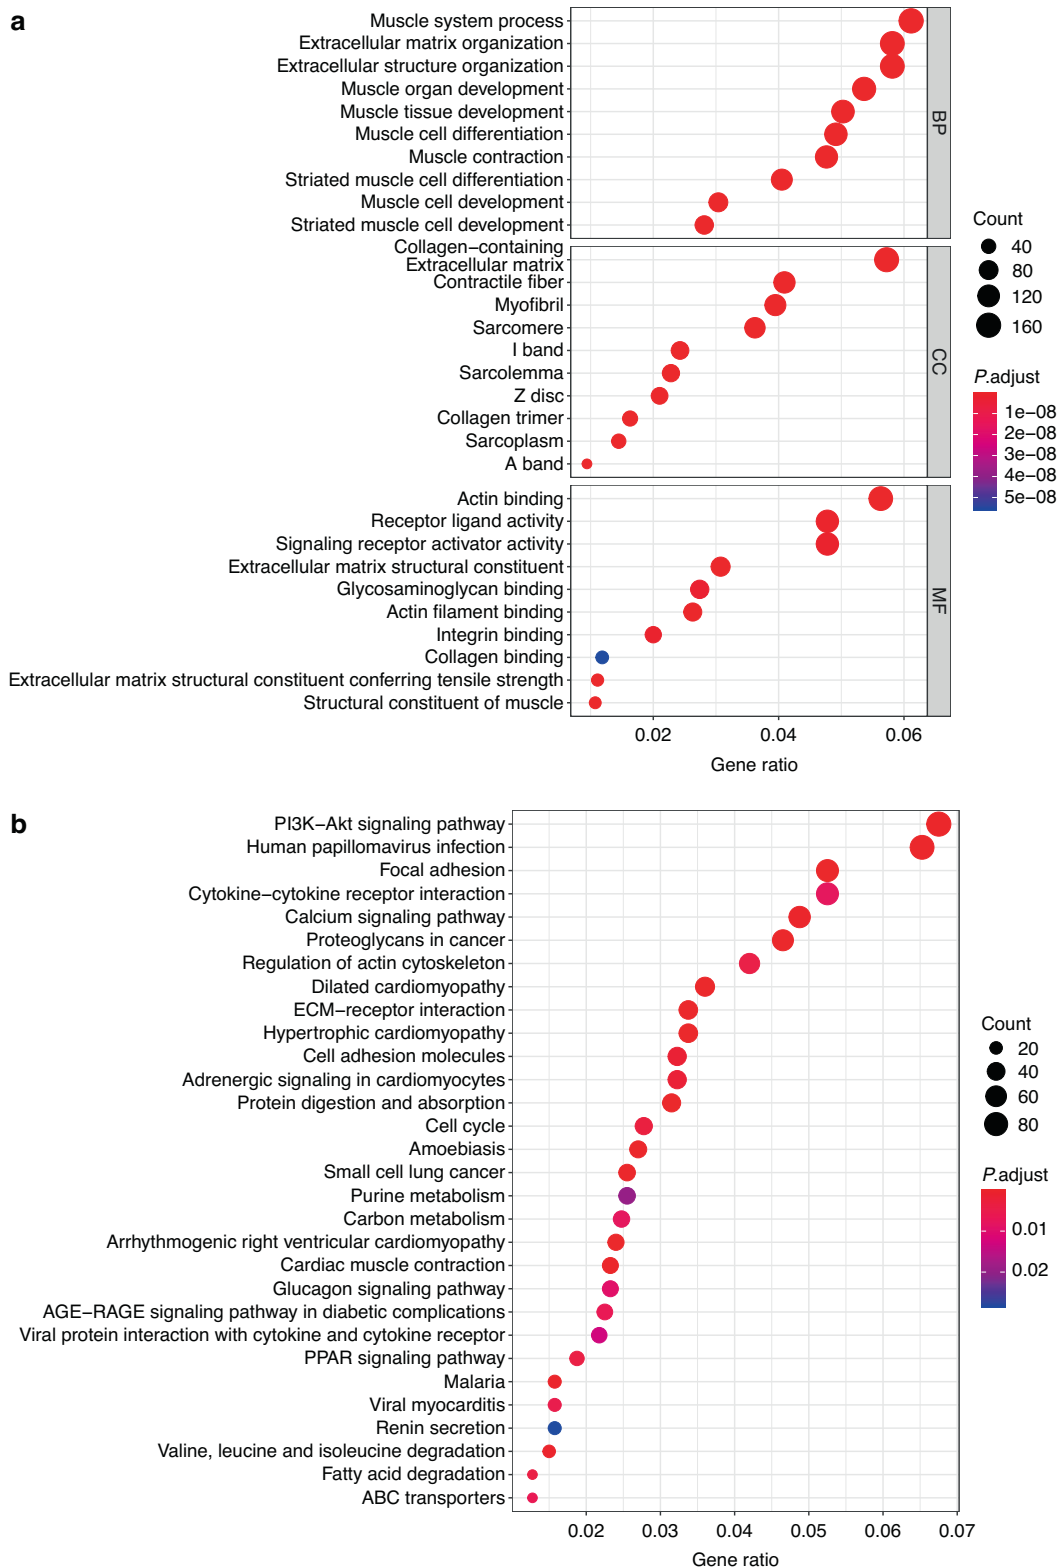 a
Muscle system process
Extracellular matrix organization
Extracellular structure organization
Muscle organ development
Muscle tissue development
Muscle cell differentiation
Muscle contraction
Striated muscle cell differentiation
Muscle cell development
Striated muscle cell development
BP
Collagen−containing
Extracellular matrix
Contractile fiber
Myofibril
Sarcomere
I band
Sarcolemma
Z disc
Collagen trimer
Sarcoplasm
A band
CC
Actin binding
Receptor ligand activity
Signaling receptor activator activity
Extracellular matrix structural constituent
Glycosaminoglycan binding
Actin filament binding
Integrin binding
Collagen binding
Extracellular matrix structural constituent conferring tensile strength
Structural constituent of muscle
MF
0.02 0.04 0.06
Gene ratio
Count
40
80
120
160
P.adjust
1e−08
2e−08
3e−08
4e−08
5e−08
b
PI3K−Akt signaling pathway
Human papillomavirus infection
Focal adhesion
Cytokine−cytokine receptor interaction
Calcium signaling pathway
Proteoglycans in cancer
Regulation of actin cytoskeleton
Dilated cardiomyopathy
ECM−receptor interaction
Hypertrophic cardiomyopathy
Cell adhesion molecules
Adrenergic signaling in cardiomyocytes
Protein digestion and absorption
Cell cycle
Amoebiasis
Small cell lung cancer
Purine metabolism
Carbon metabolism
Arrhythmogenic right ventricular cardiomyopathy
Cardiac muscle contraction
Glucagon signaling pathway
AGE−RAGE signaling pathway in diabetic complications
Viral protein interaction with cytokine and cytokine receptor
PPAR signaling pathway
Malaria
Viral myocarditis
Renin secretion
Valine, leucine and isoleucine degradation
Fatty acid degradation
ABC transporters
0.02 0.03 0.04 0.05 0.06 0.07
Gene ratio
Count
20
40
60
80
P.adjust
0.01
0.02